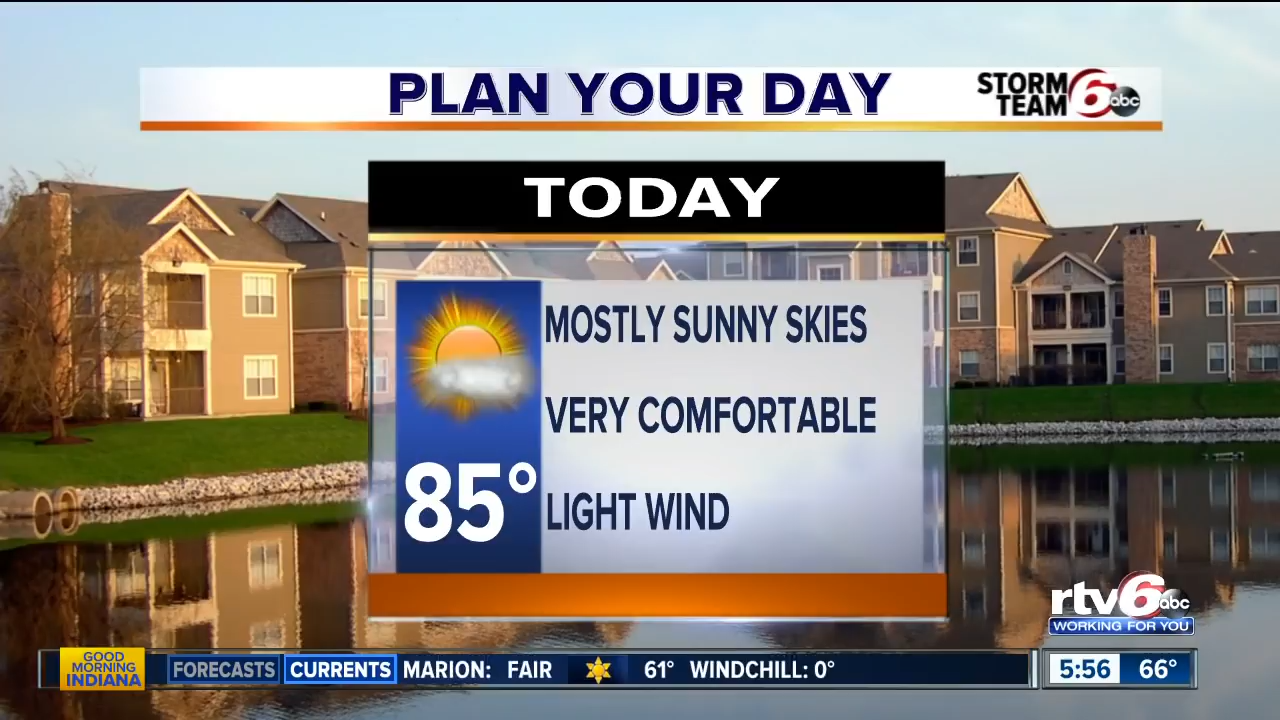 PLAN YOUR DAY
STORM
TEAM 6 abc
TODAY
MOSTLY SUNNY SKIES
VERY COMFORTABLE
85° LIGHT WIND
rtv6 abc
WORKING FOR YOU
GOOD
MORNING
INDIANA
FORECASTS CURRENTS MARION: FAIR 61° WINDCHILL: 0°
5:56 66°